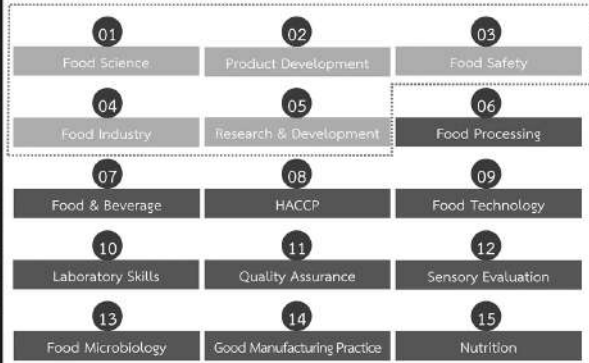 01
02
03
Food Science
Product Development
Food Safety
04
05
06
Food Industry
Research & Development
Food Processing
07
08
09
Food & Beverage
HACCP
Food Technology
10
11
12
Laboratory Skills
Quality Assurance
Sensory Evaluation
13
14
15
Food Microbiology
Good Manufacturing Practice
Nutrition